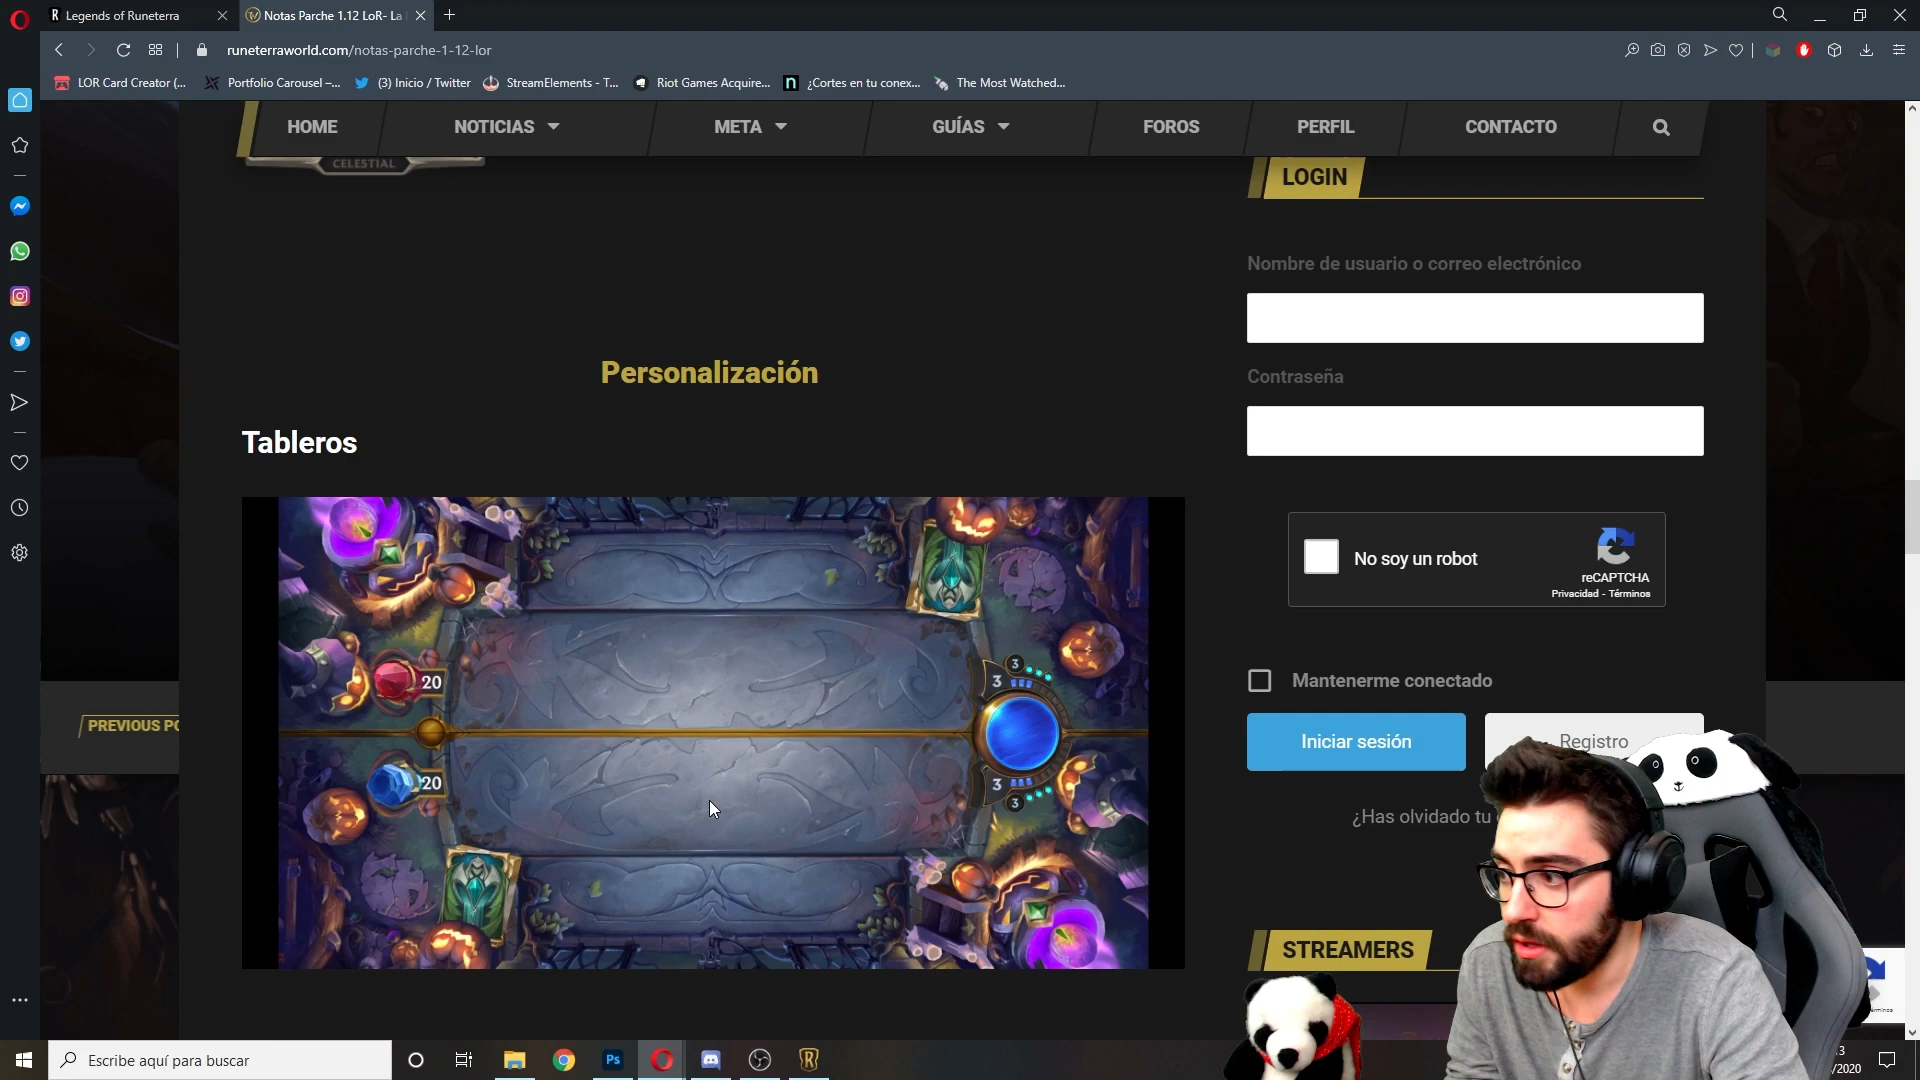 Legends of Runeterra
Notas Parche 1.12 LoR- La
runeterraworld.com/notas-parche-1-12-lor
LOR Card Creator (...
Portfolio Carousel –...
(3) Inicio / Twitter
StreamElements - T...
Riot Games Acquire...
¿Cortes en tu conex...
The Most Watched...
HOME
NOTICIAS
META
GUÍAS
FOROS
PERFIL
CONTACTO
CELESTIAL
LOGIN
Nombre de usuario o correo electrónico
Personalización
Contraseña
Tableros
No soy un robot
reCAPTCHA
Privacidad - Términos
20
3
3
Mantenerme conectado
PREVIOUS PO
Iniciar sesión
Registro
20
3
3
¿Has olvidado tu
STREAMERS
Escribe aquí para buscar
Ps
/2020